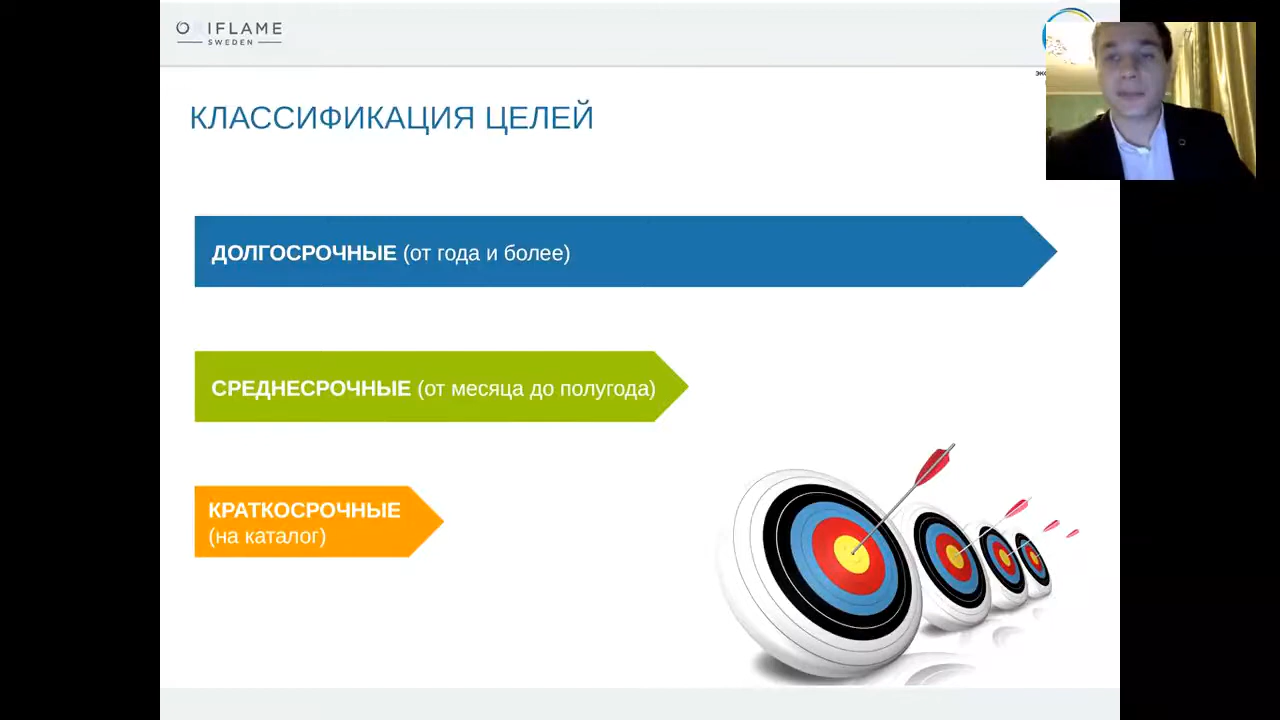 ORIFLAME
SWEDEN
КЛАССИФИКАЦИЯ ЦЕЛЕЙ
ДОЛГОСРОЧНЫЕ (от года и более)
СРЕДНЕСРОЧНЫЕ (от месяца до полугода)
КРАТКОСРОЧНЫЕ
(на каталог)